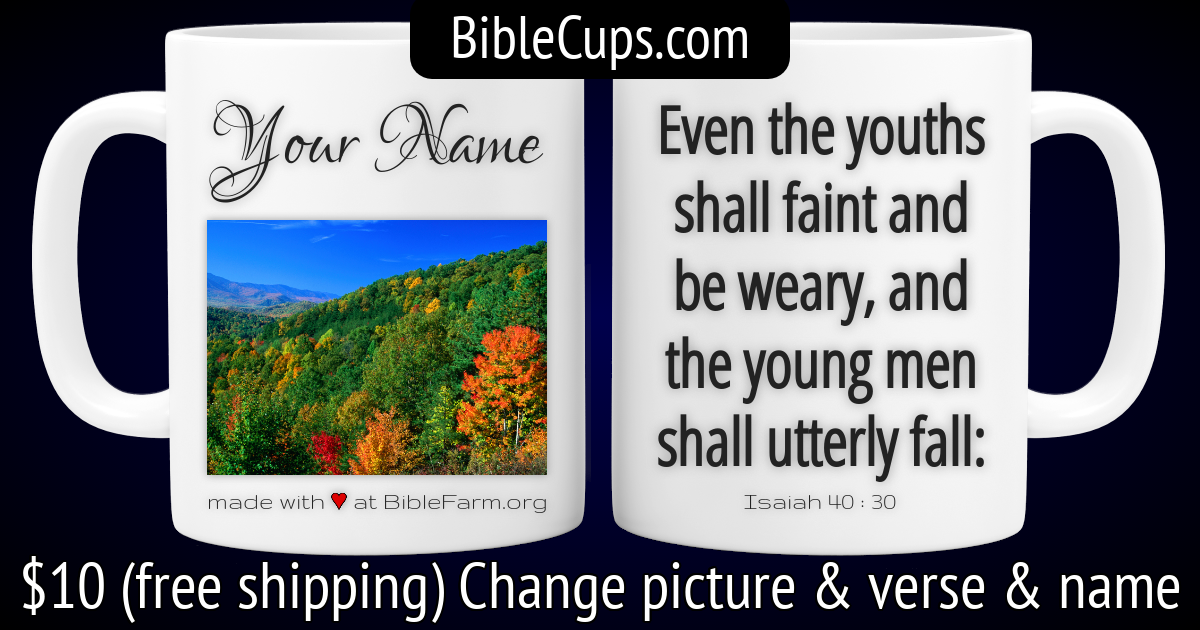 BibleCups.com
Your Name
made with ♥ at BibleFarm.org
Even the youths
shall faint and
be weary, and
the young men
shall utterly fall:
Isaiah 40 : 30
$10 (free shipping) Change picture & verse & name